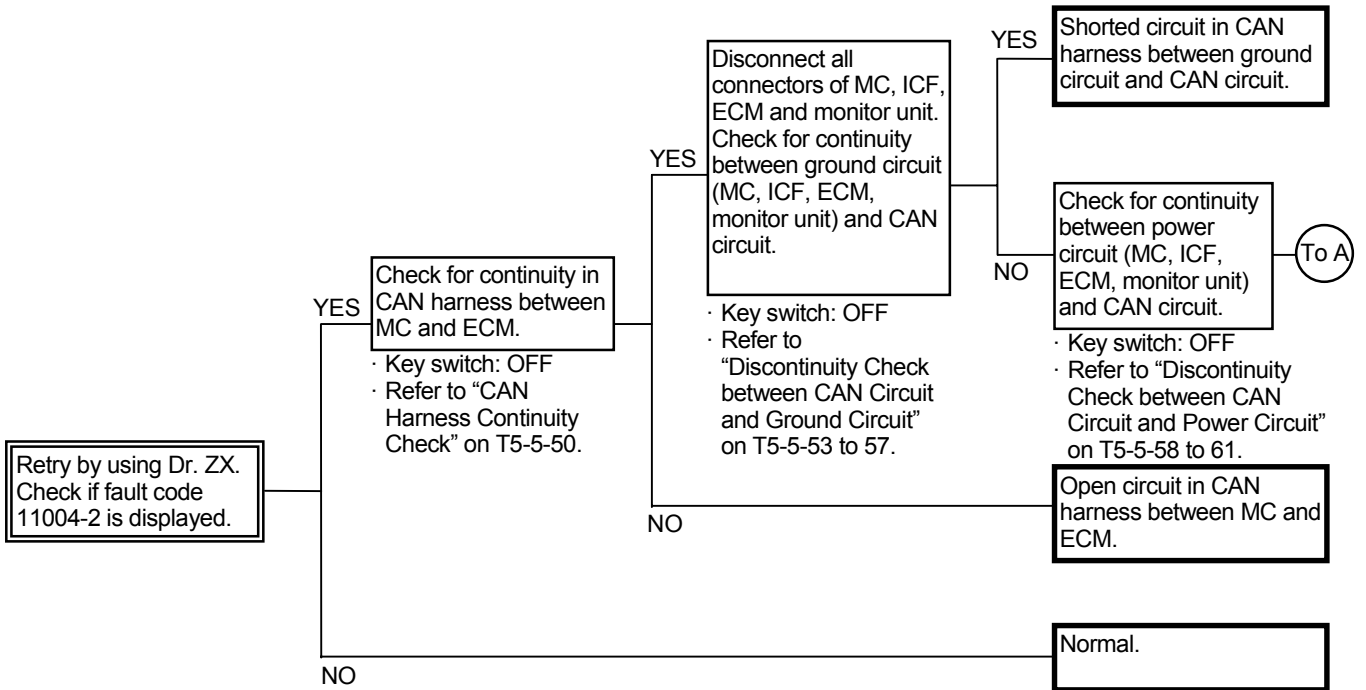 Retry by using Dr. ZX.
Check if fault code
11004-2 is displayed.
YES
Check for continuity in
CAN harness between
MC and ECM.
· Key switch: OFF
· Refer to “CAN
Harness Continuity
Check” on T5-5-50.
YES
Disconnect all
connectors of MC, ICF,
ECM and monitor unit.
Check for continuity
between ground circuit
(MC, ICF, ECM,
monitor unit) and CAN
circuit.
· Key switch: OFF
· Refer to
“Discontinuity Check
between CAN Circuit
and Ground Circuit”
on T5-5-53 to 57.
YES
Shorted circuit in CAN
harness between ground
circuit and CAN circuit.
NO
Check for continuity
between power
circuit (MC, ICF,
ECM, monitor unit)
and CAN circuit.
To A
· Key switch: OFF
· Refer to “Discontinuity
Check between CAN
Circuit and Power Circuit”
on T5-5-58 to 61.
NO
Open circuit in CAN
harness between MC and
ECM.
NO
Normal.